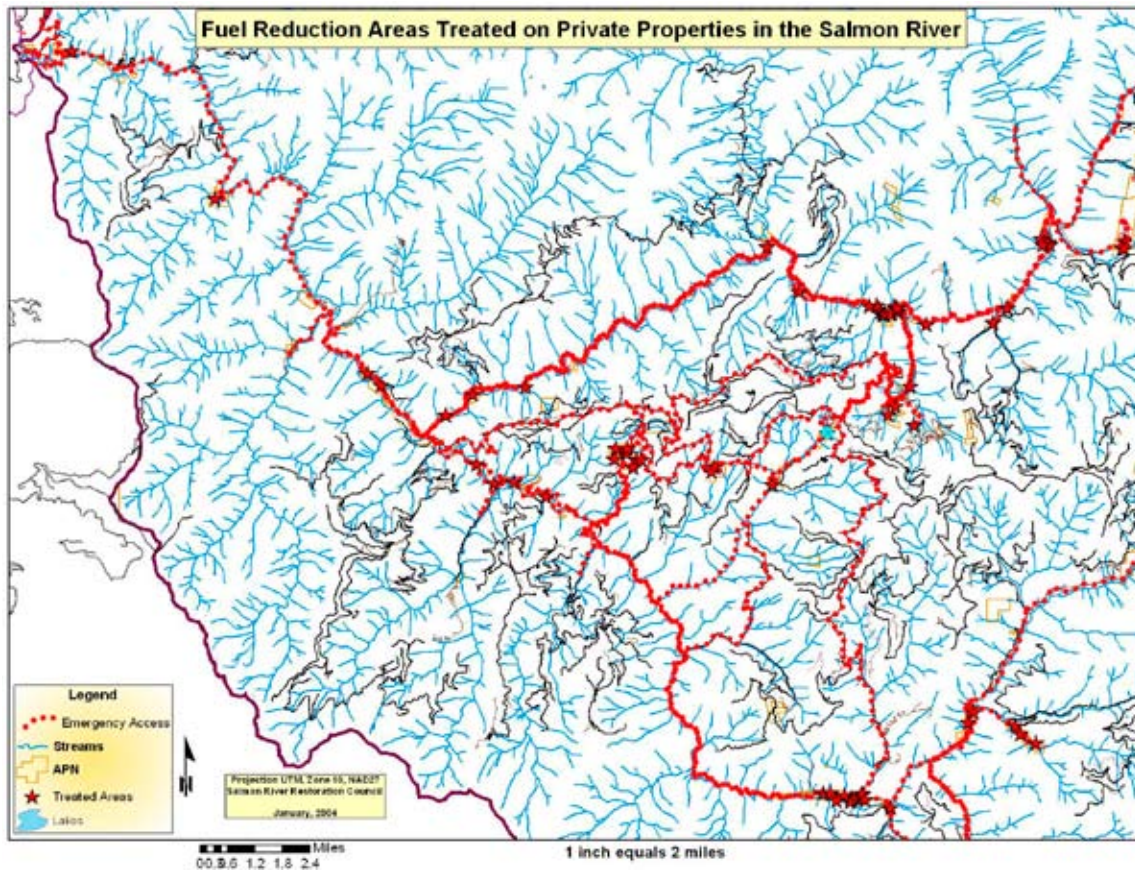 Fuel Reduction Areas Treated on Private Properties in the Salmon River
Legend
Emergency Access
Streams
APN
Treated Areas
Lakes
N
Projection UTM, Zone 10, NAD27
Salmon River Restoration Council
January, 2004
Miles
1.2 1.8 2.4
1 inch equals 2 miles